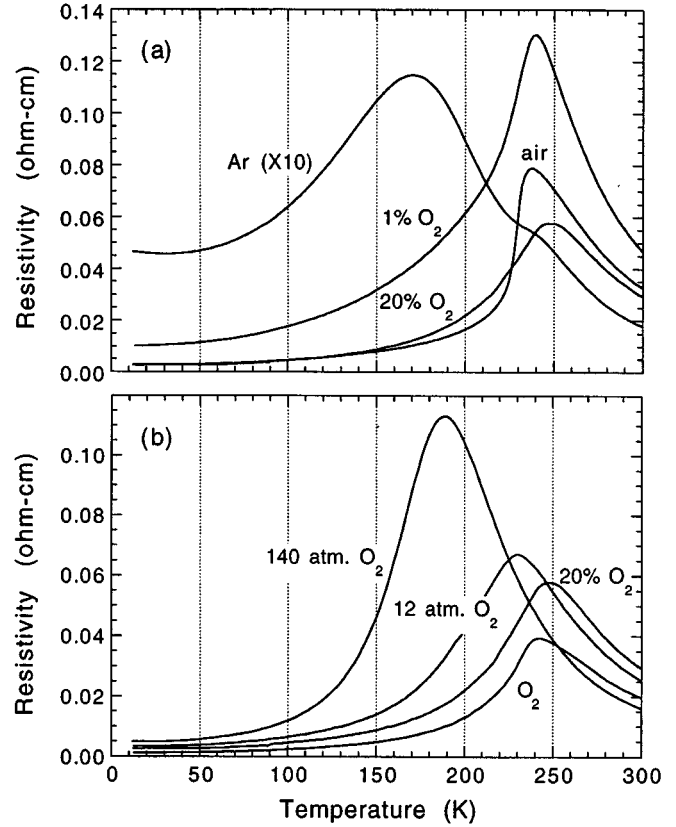 (a)
Resistivity (ohm-cm)
0.14
0.12
0.10
0.08
0.06
0.04
0.02
0.00
Ar (X10)
1% O2
20% O2
air
(b)
Resistivity (ohm-cm)
0.10
0.08
0.06
0.04
0.02
0.00
140 atm. O2
12 atm. O2
20% O2
O2
0 50 100 150 200 250 300
Temperature (K)